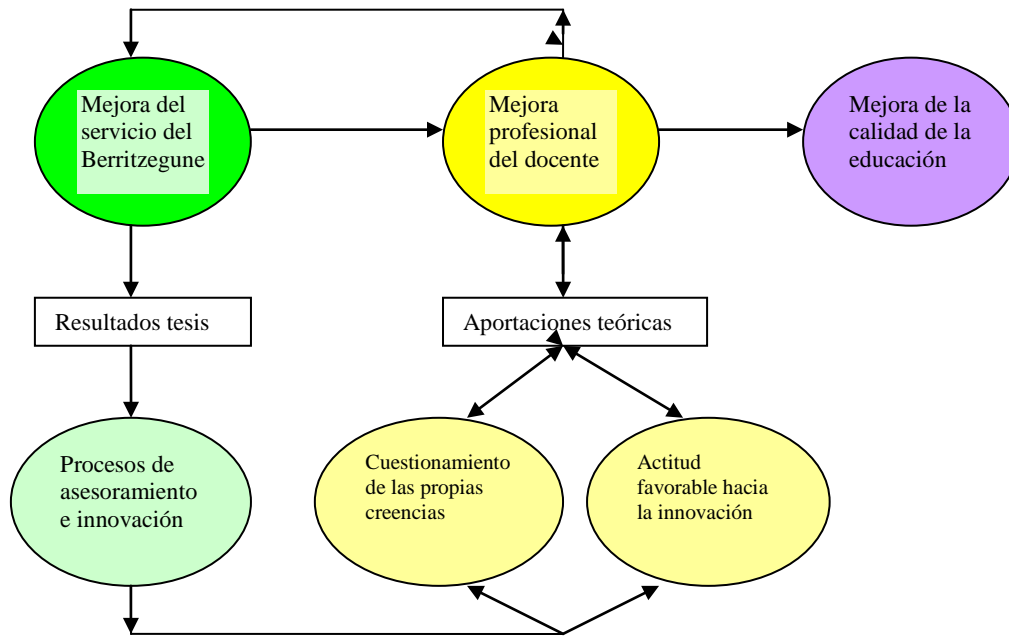 Mejora del
servicio del
Berritzegune
Mejora
profesional
del docente
Mejora de la
calidad de la
educación
Resultados tesis
Aportaciones teóricas
Procesos de
asesoramiento
e innovación
Cuestionamiento
de las propias
creencias
Actitud
favorable hacia
la innovación